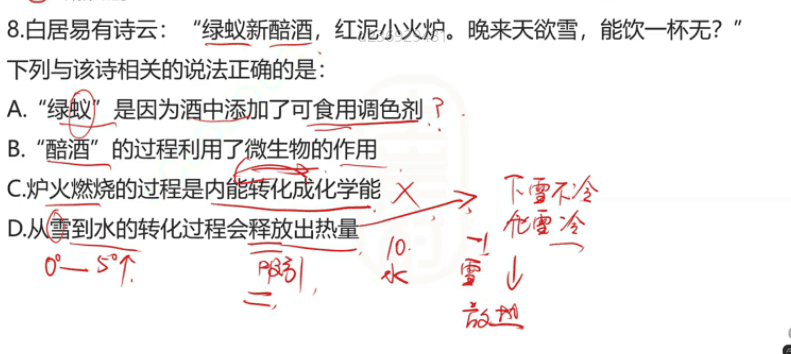 8.白居易有诗云：“绿蚁新醅酒，红泥小火炉。晚来天欲雪，能饮一杯无？”
下列与该诗相关的说法正确的是：
A.“绿蚁”是因为酒中添加了可食用调色剂？
B.“醅酒”的过程利用了微生物的作用
C.炉火燃烧的过程是内能转化成化学能 ×
下雪不冷
化雪冷
D.从雪到水的转化过程会释放出热量
0°—5°↑
吸
10.
水
-1
雪
↓
放热